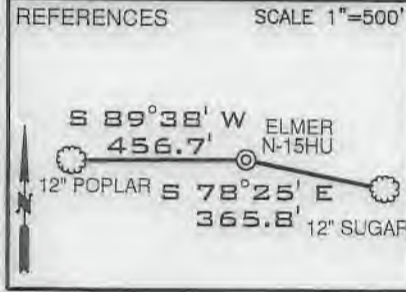 REFERENCES SCALE 1"=500'
S 89°38' W
456.7'
ELMER
N-15HU
12" POPLAR
S 78°25' E
365.8'
12" SUGAR
N